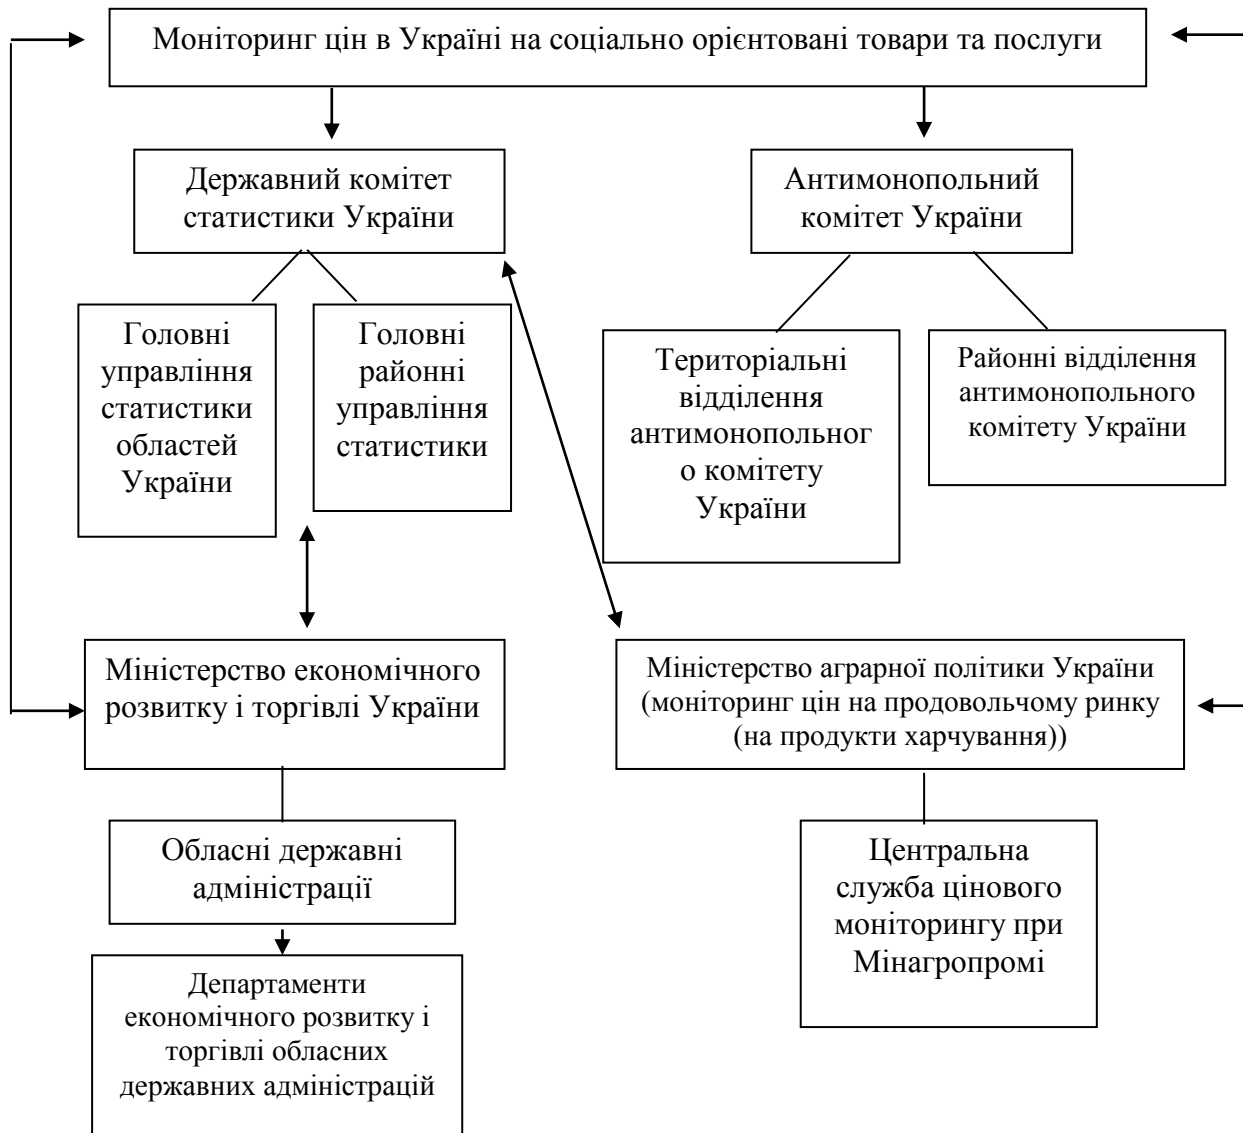 Моніторинг цін в Україні на соціально орієнтовані товари та послуги
Державний комітет
статистики України
Антимонопольний
комітет України
Головні
управління
статистики
областей
України
Головні
районні
управління
статистики
Територіальні
відділення
антимонопольног
о комітету
України
Районні відділення
антимонопольного
комітету України
Міністерство економічного
розвитку і торгівлі України
Міністерство аграрної політики України
(моніторинг цін на продовольчому ринку
(на продукти харчування))
Обласні державні
адміністрації
Центральна
служба цінового
моніторингу при
Мінагропромі
Департаменти
економічного розвитку і
торгівлі обласних
державних адміністрацій